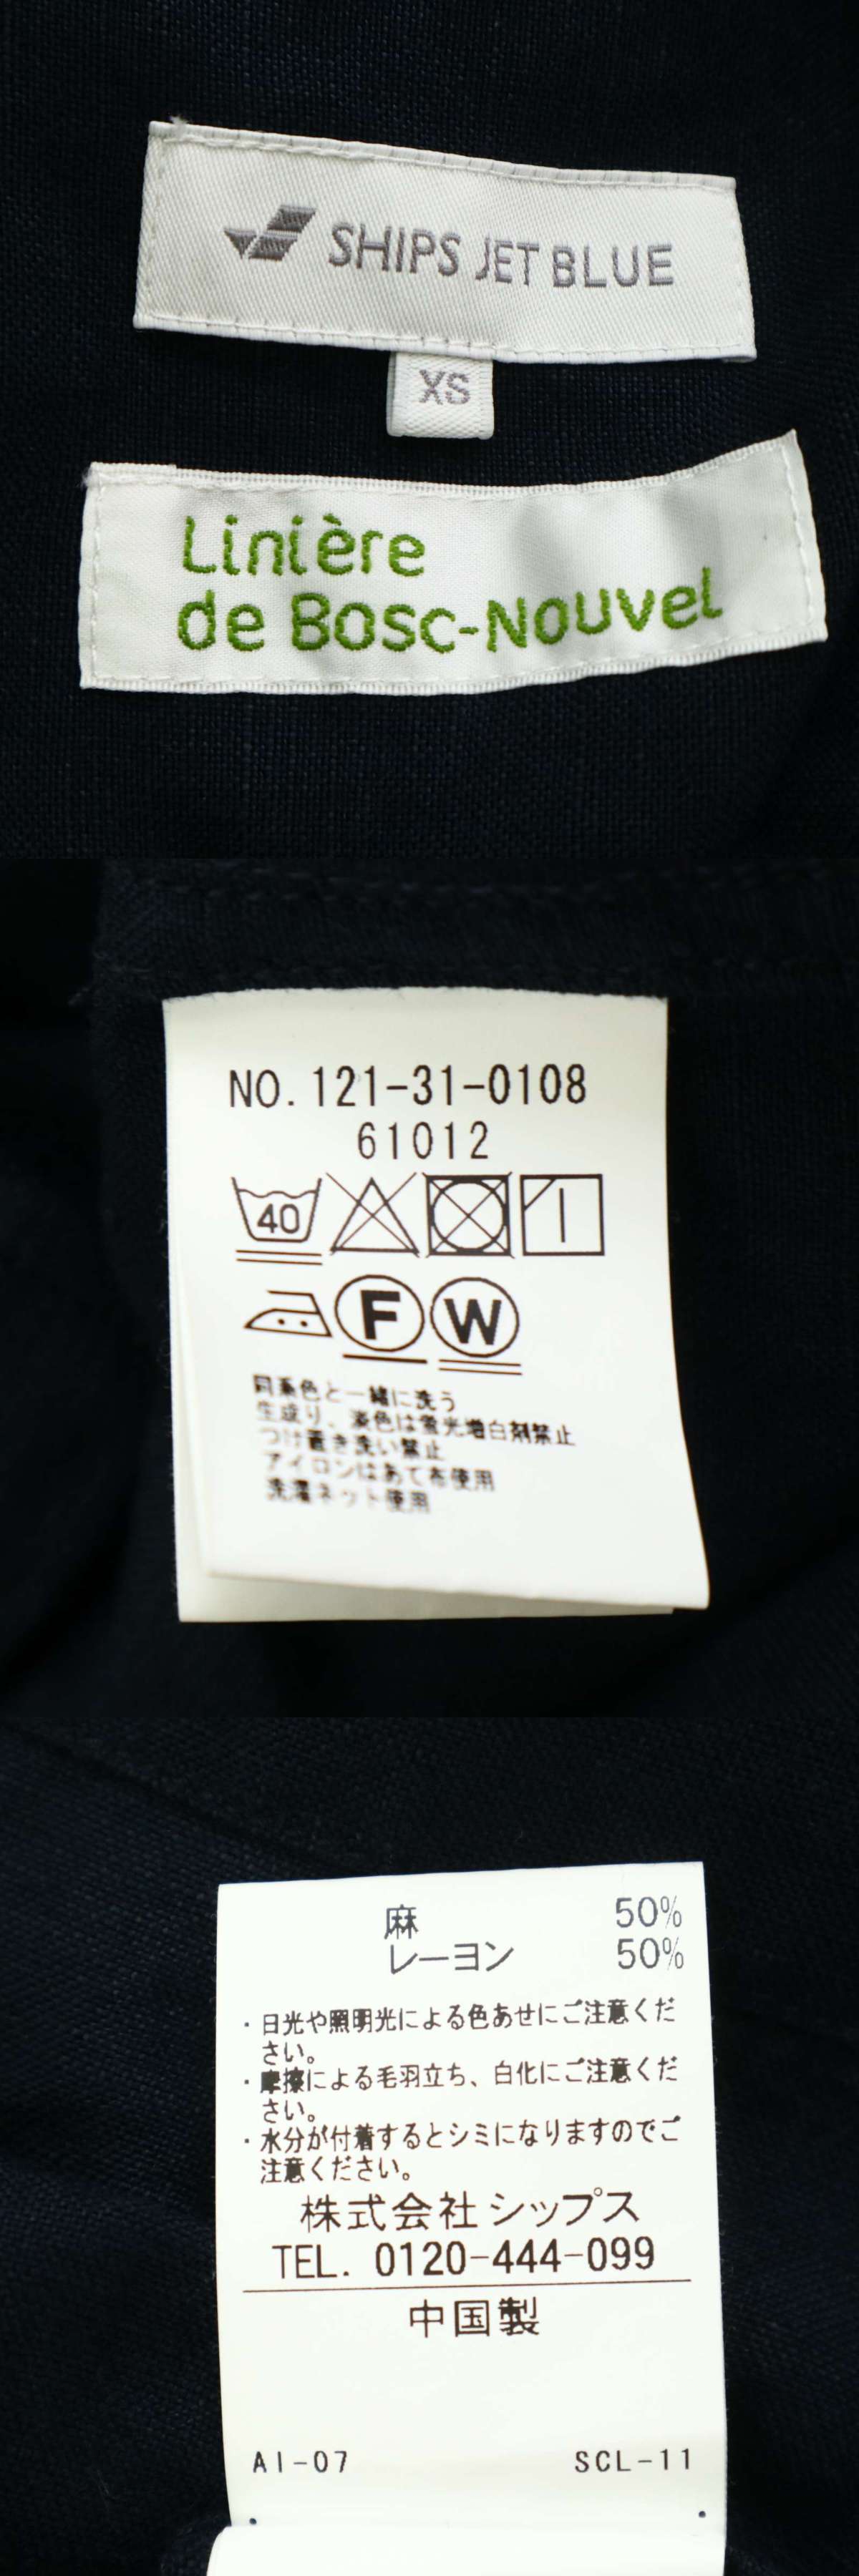 SHIPS JET BLUE
XS
Linière
de Bosc-Nouvel
NO. 121-31-0108
61012
40
F W
同系色と一緒に洗う
生成り、淡色は蛍光増白剤禁止
つけ置き洗い禁止
アイロンはあて布使用
洗濯ネット使用
麻 50%
レーヨン 50%
・日光や照明光による色あせにご注意くだ
さい。
・摩擦による毛羽立ち、白化にご注意くだ
さい。
・水分が付着するとシミになりますのでご
注意ください。
株式会社 シップス
TEL. 0120-444-099
中国製
AI-07 SCL-11